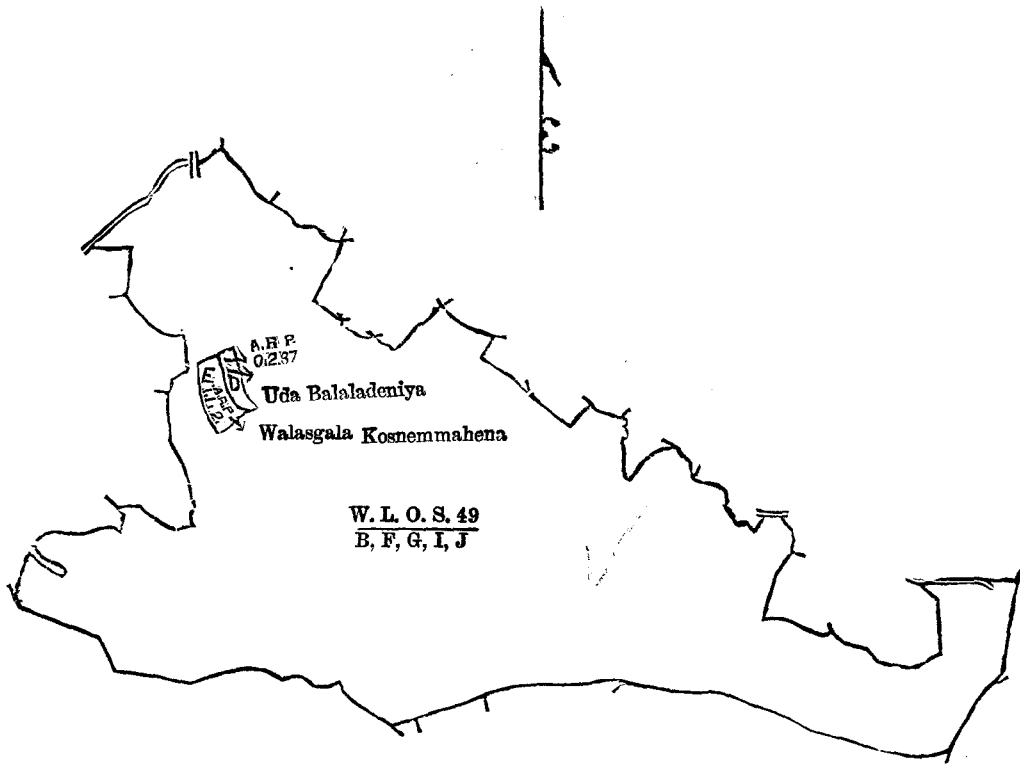 A. R P.
0.2.37
Uda Balaladeniya
Walasgala Kosnemmahena
W. L. O. S. 49
B, F, G, I, J